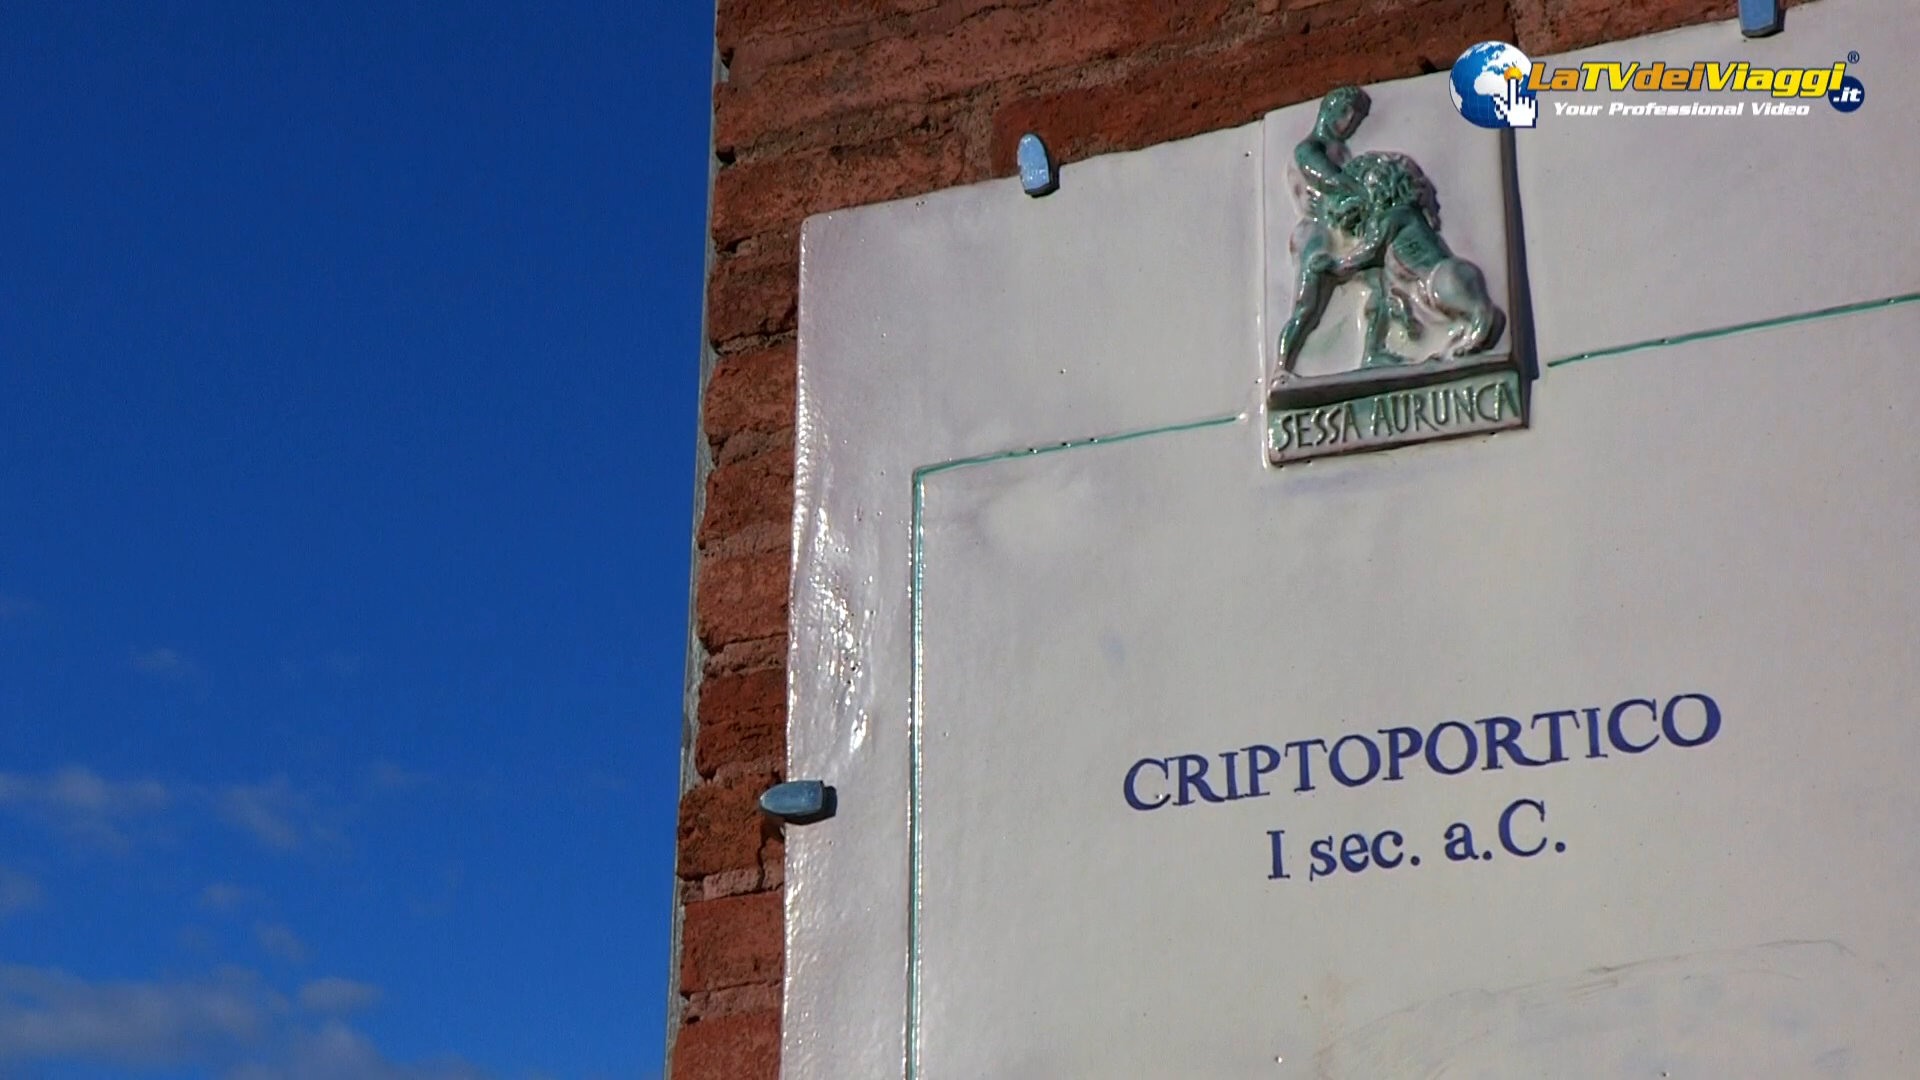 LaTVdeiViaggi®
.it
Your Professional Video
SESSA AURUNCA
CRIPTOPORTICO
I sec. a.C.